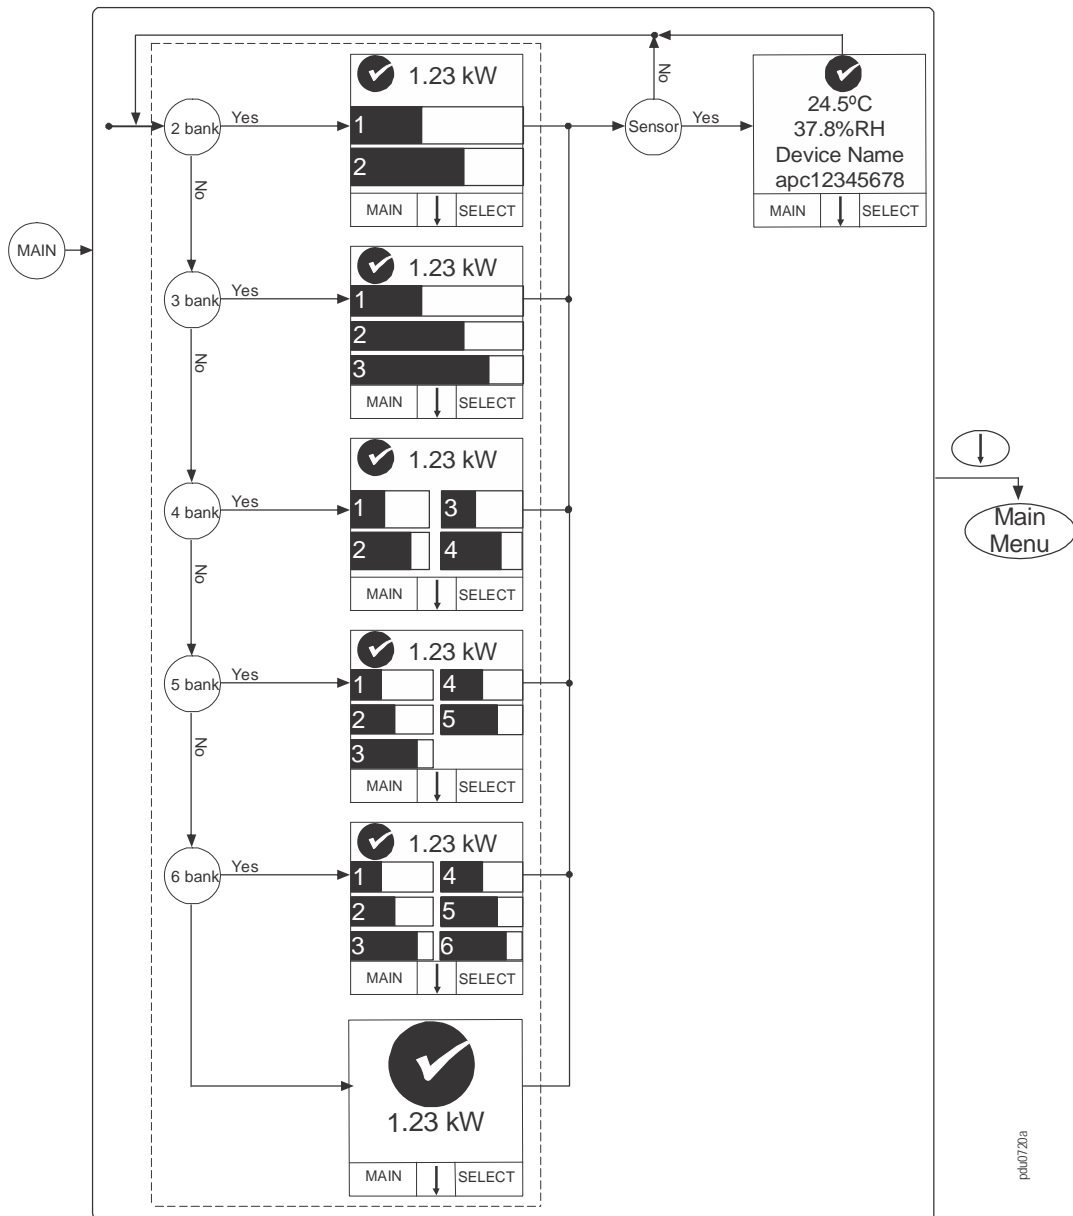 1.23 kW
No
2 bank
Yes
1
2
MAIN
SELECT
Sensor
Yes
24.5ºC
37.8%RH
Device Name
apc12345678
MAIN
SELECT
No
MAIN
1.23 kW
3 bank
Yes
1
2
3
MAIN
SELECT
No
1.23 kW
4 bank
Yes
1
3
2
4
MAIN
SELECT
Main
Menu
No
1.23 kW
5 bank
Yes
1
4
2
5
3
MAIN
SELECT
No
1.23 kW
6 bank
Yes
1
4
2
5
3
6
MAIN
SELECT
1.23 kW
MAIN
SELECT
pdu0720a